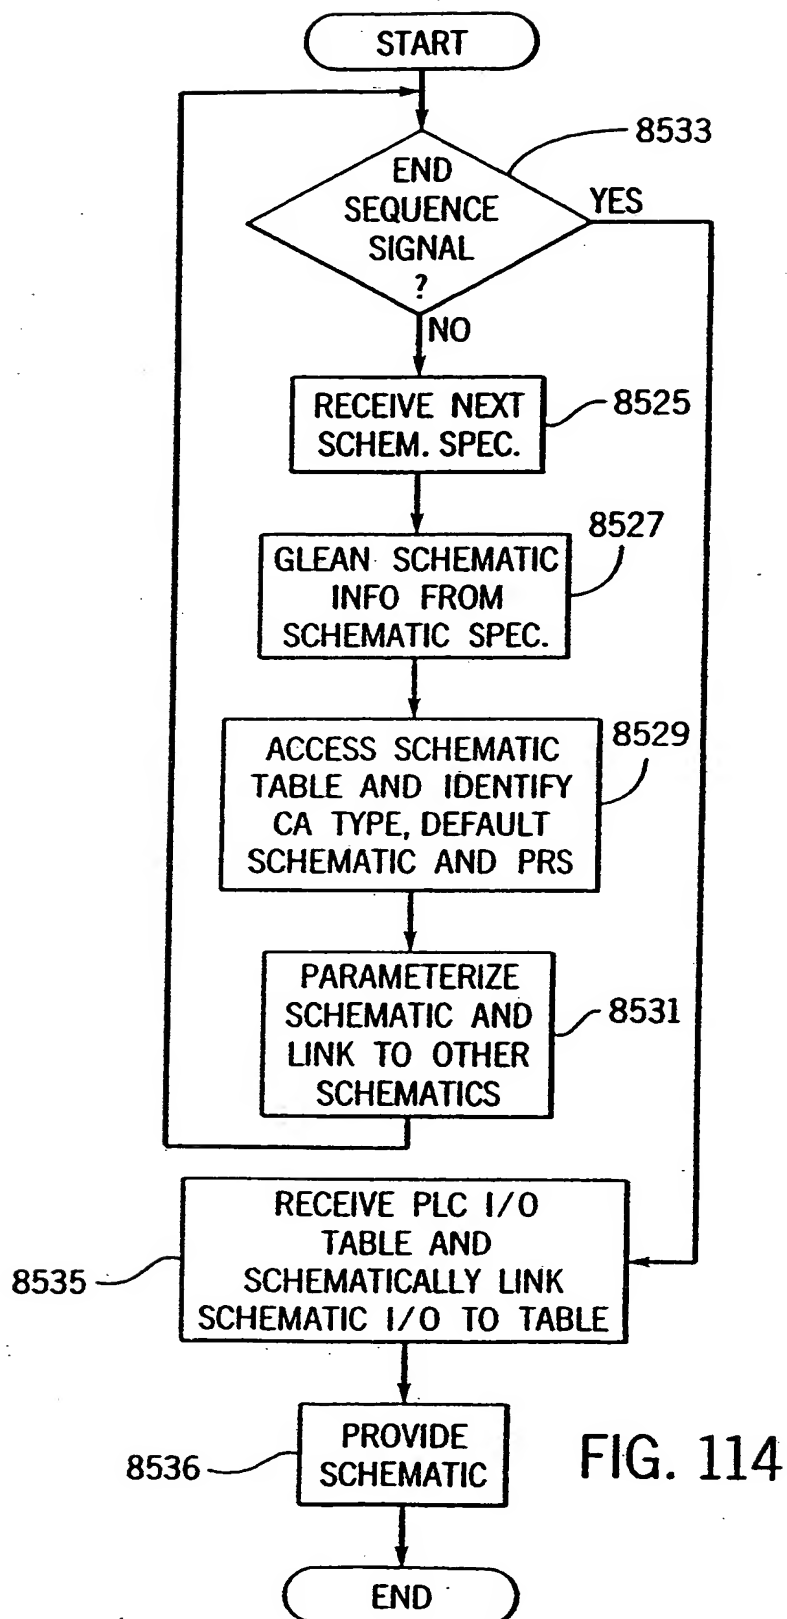 START
8533
END
SEQUENCE
SIGNAL
?
YES
NO
RECEIVE NEXT
SCHEM. SPEC.
8525
8527
GLEAN SCHEMATIC
INFO FROM
SCHEMATIC SPEC.
8529
ACCESS SCHEMATIC
TABLE AND IDENTIFY
CA TYPE, DEFAULT
SCHEMATIC AND PRS
PARAMETERIZE
SCHEMATIC AND
LINK TO OTHER
SCHEMATICS
8531
RECEIVE PLC I/O
TABLE AND
SCHEMATICALLY LINK
SCHEMATIC I/O TO TABLE
8535
PROVIDE
SCHEMATIC
8536
FIG. 114
END